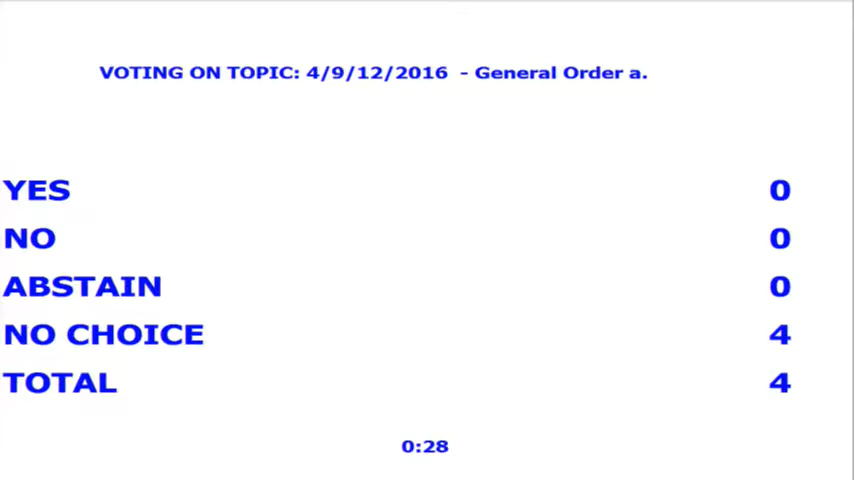 VOTING ON TOPIC: 4/9/12/2016 - General Order a.
YES 0
NO 0
ABSTAIN 0
NO CHOICE 4
TOTAL 4
0:28